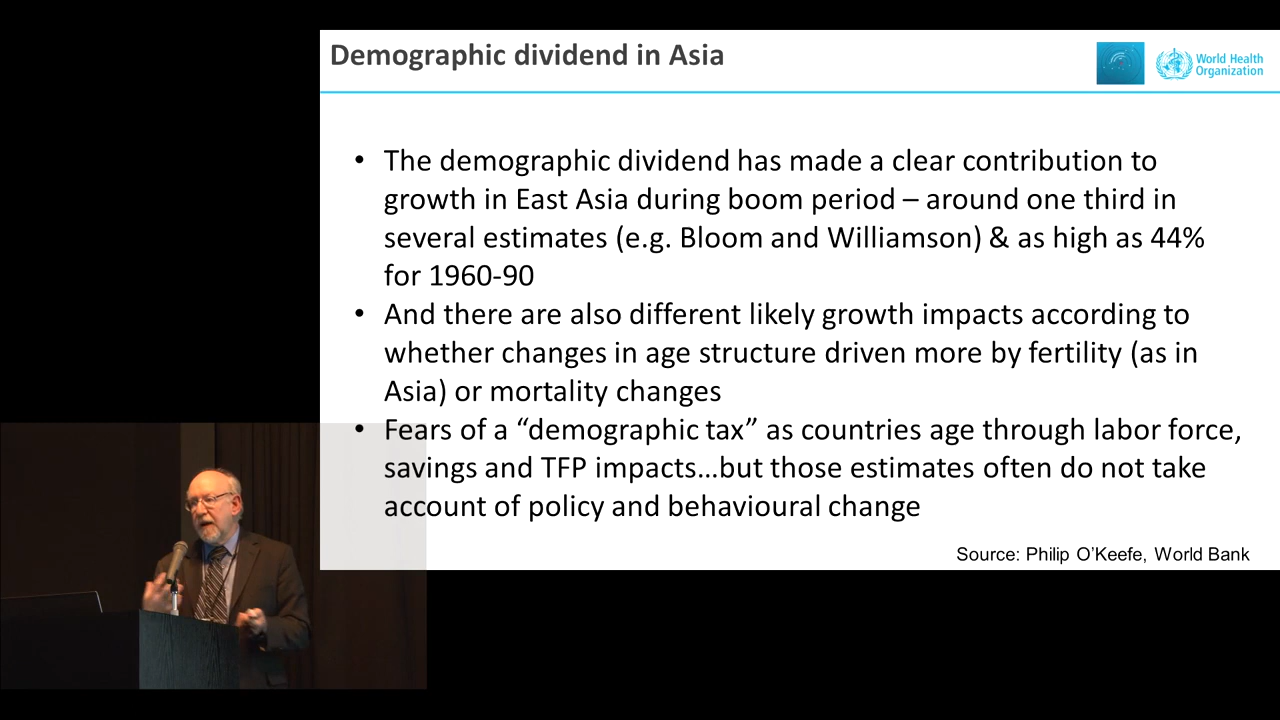 Demographic dividend in Asia
World Health
Organization
• The demographic dividend has made a clear contribution to
growth in East Asia during boom period – around one third in
several estimates (e.g. Bloom and Williamson) & as high as 44%
for 1960-90
• And there are also different likely growth impacts according to
whether changes in age structure driven more by fertility (as in
Asia) or mortality changes
• Fears of a “demographic tax” as countries age through labor force,
savings and TFP impacts…but those estimates often do not take
account of policy and behavioural change
Source: Philip O’Keefe, World Bank